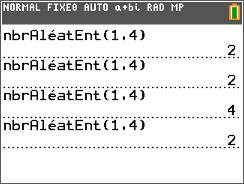 NORMAL FIXE0 AUTO a+bi RAD MP
nbrAléatEnt(1,4)
2
nbrAléatEnt(1,4)
2
nbrAléatEnt(1,4)
4
nbrAléatEnt(1,4)
2